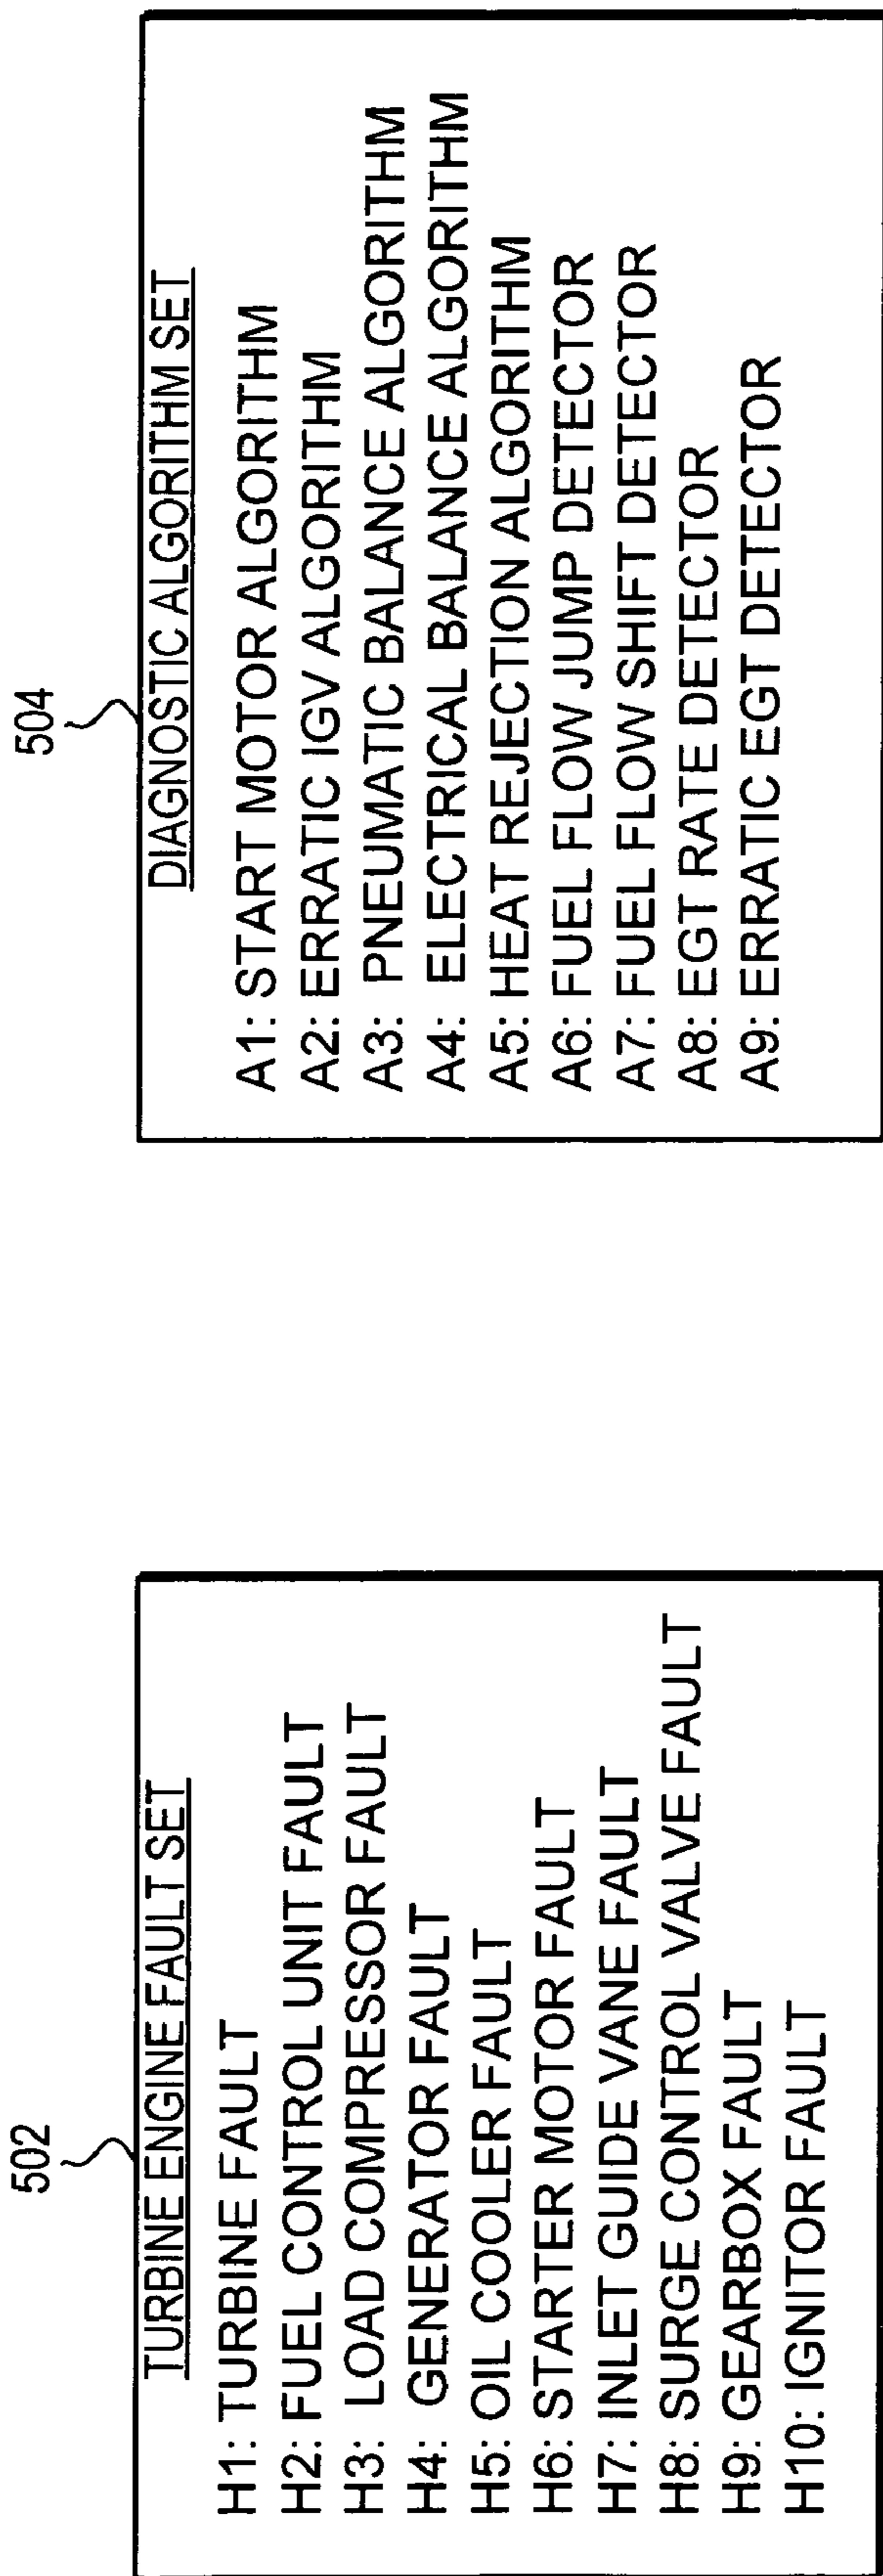 502
TURBINE ENGINE FAULT SET
H1: TURBINE FAULT
H2: FUEL CONTROL UNIT FAULT
H3: LOAD COMPRESSOR FAULT
H4: GENERATOR FAULT
H5: OIL COOLER FAULT
H6: STARTER MOTOR FAULT
H7: INLET GUIDE VANE FAULT
H8: SURGE CONTROL VALVE FAULT
H9: GEARBOX FAULT
H10: IGNITOR FAULT
504
DIAGNOSTIC ALGORITHM SET
A1: START MOTOR ALGORITHM
A2: ERRATIC IGV ALGORITHM
A3: PNEUMATIC BALANCE ALGORITHM
A4: ELECTRICAL BALANCE ALGORITHM
A5: HEAT REJECTION ALGORITHM
A6: FUEL FLOW JUMP DETECTOR
A7: FUEL FLOW SHIFT DETECTOR
A8: EGT RATE DETECTOR
A9: ERRATIC EGT DETECTOR